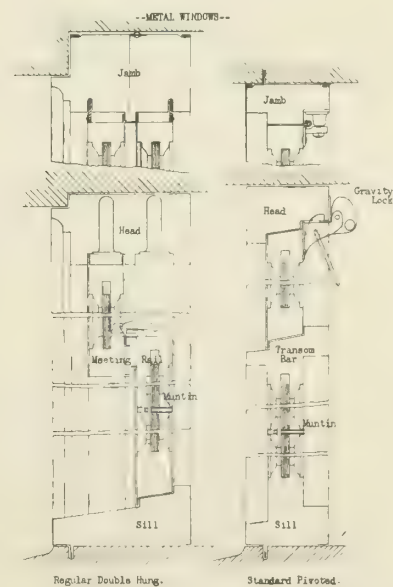 --METAL WINDOWS--
Jamb
Jamb
Head
Head
Gravity
Lock
Meeting Rail
Transom
Bar
Muntin
Muntin
Sill
Sill
Regular Double Hung.
Standard Pivoted.